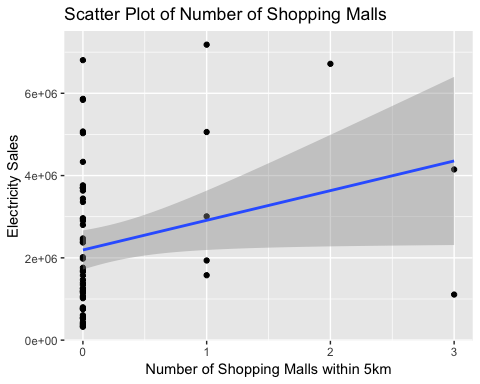 Scatter Plot of Number of Shopping Malls
Electricity Sales
6e+06
4e+06
2e+06
0e+00
0 1 2 3
Number of Shopping Malls within 5km